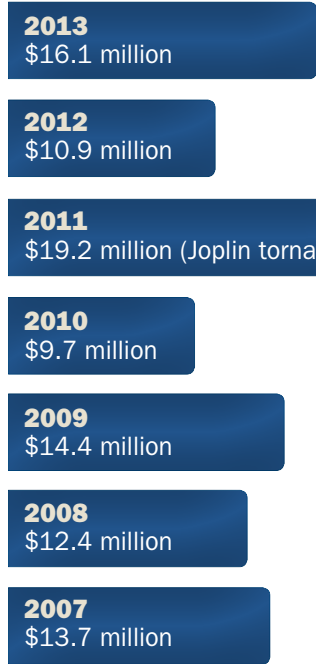 2013
$16.1 million
2012
$10.9 million
2011
$19.2 million (Joplin
2010
$9.7 million
2009
$14.4 million
2008
$12.4 million
2007
$13.7 million